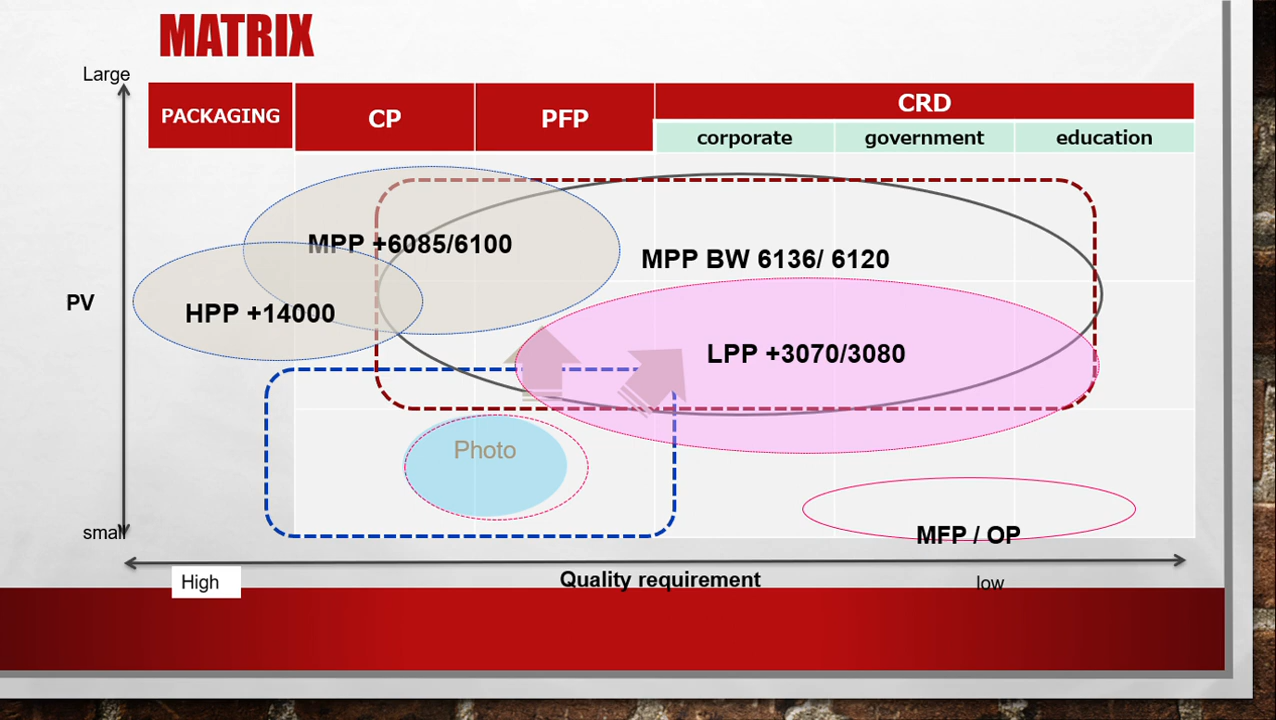 MATRIX
Large
PACKAGING
CP
PFP
CRD
corporate
government
education
MPP +6085/6100
MPP BW 6136/ 6120
PV
HPP +14000
LPP +3070/3080
Photo
small
MFP / OP
High
Quality requirement
low